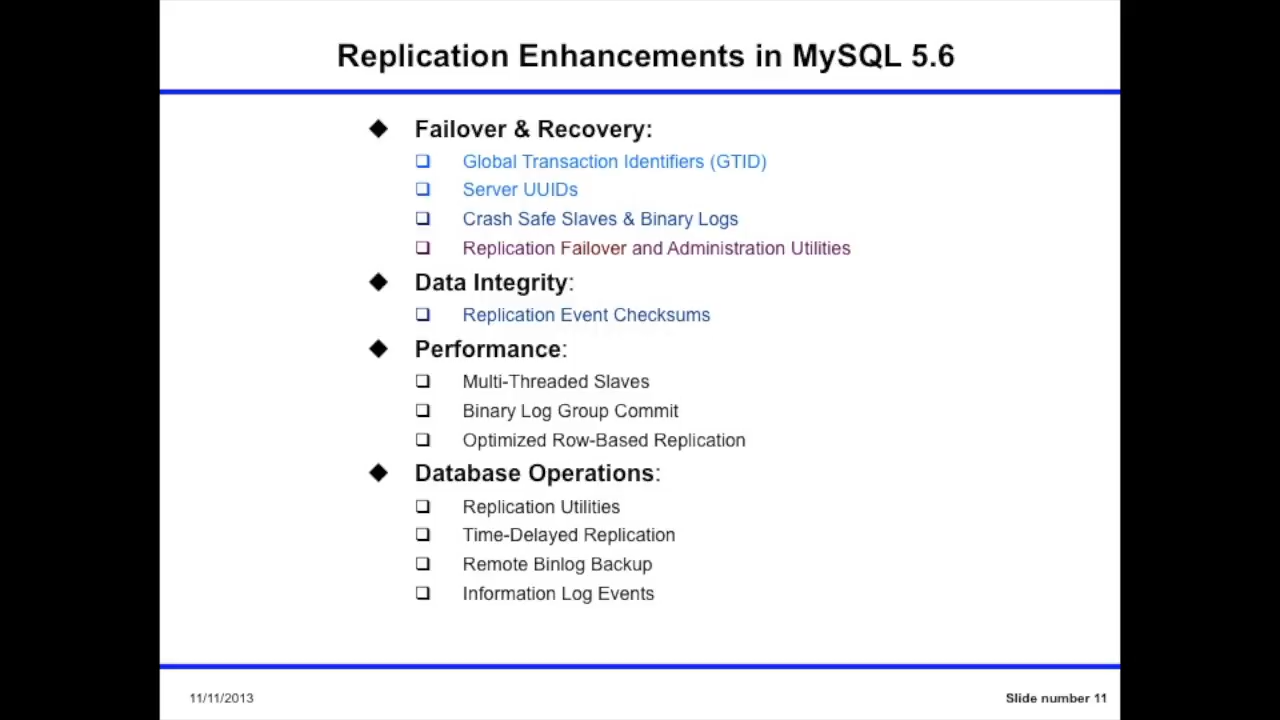 Replication Enhancements in MySQL 5.6
Failover & Recovery:
Global Transaction Identifiers (GTID)
Server UUIDs
Crash Safe Slaves & Binary Logs
Replication Failover and Administration Utilities
Data Integrity:
Replication Event Checksums
Performance:
Multi-Threaded Slaves
Binary Log Group Commit
Optimized Row-Based Replication
Database Operations:
Replication Utilities
Time-Delayed Replication
Remote Binlog Backup
Information Log Events
11/11/2013
Slide number 11